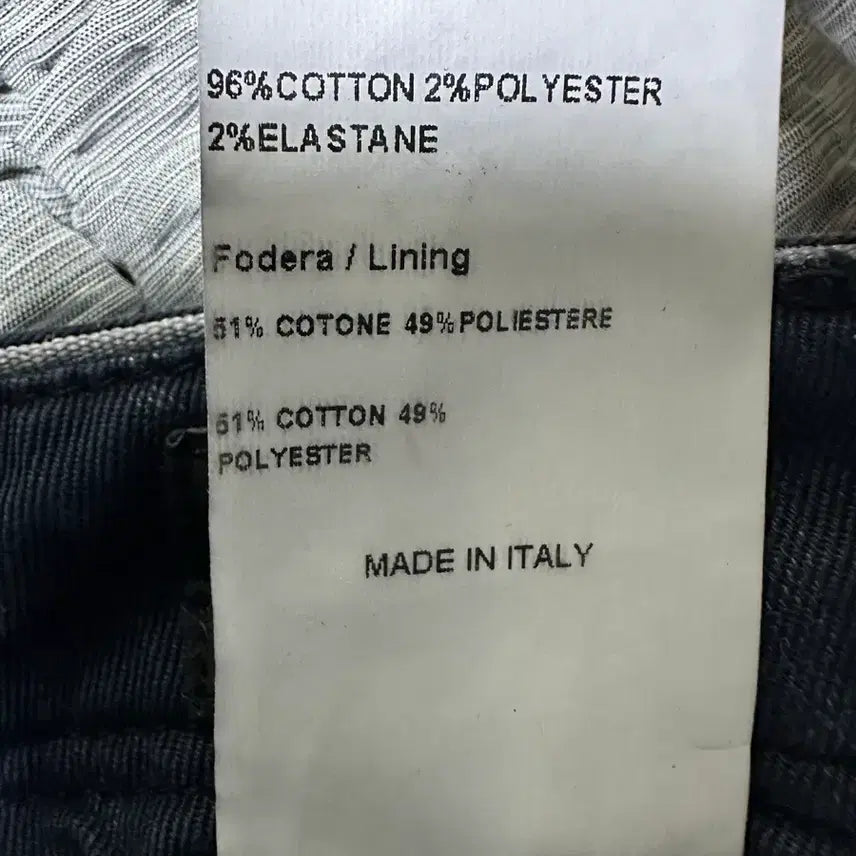 96%COTTON 2%POLYESTER
2%ELASTANE
Fodera / Lining
51% COTONE 49%POLIESTERE
51% COTTON 49%
POLYESTER
MADE IN ITALY